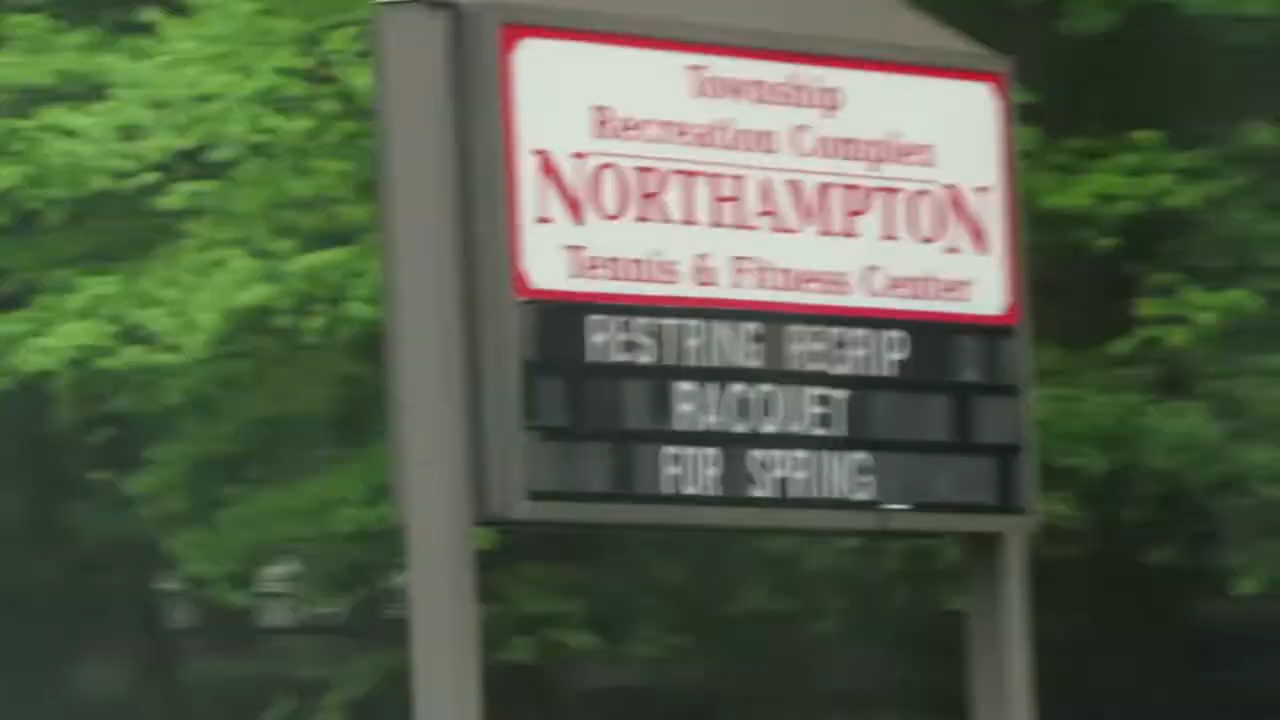 Township
Recreation Complex
NORTHAMPTON
Tennis & Fitness Center
RESTRING REGRIP
RACQUET
FOR SPRING